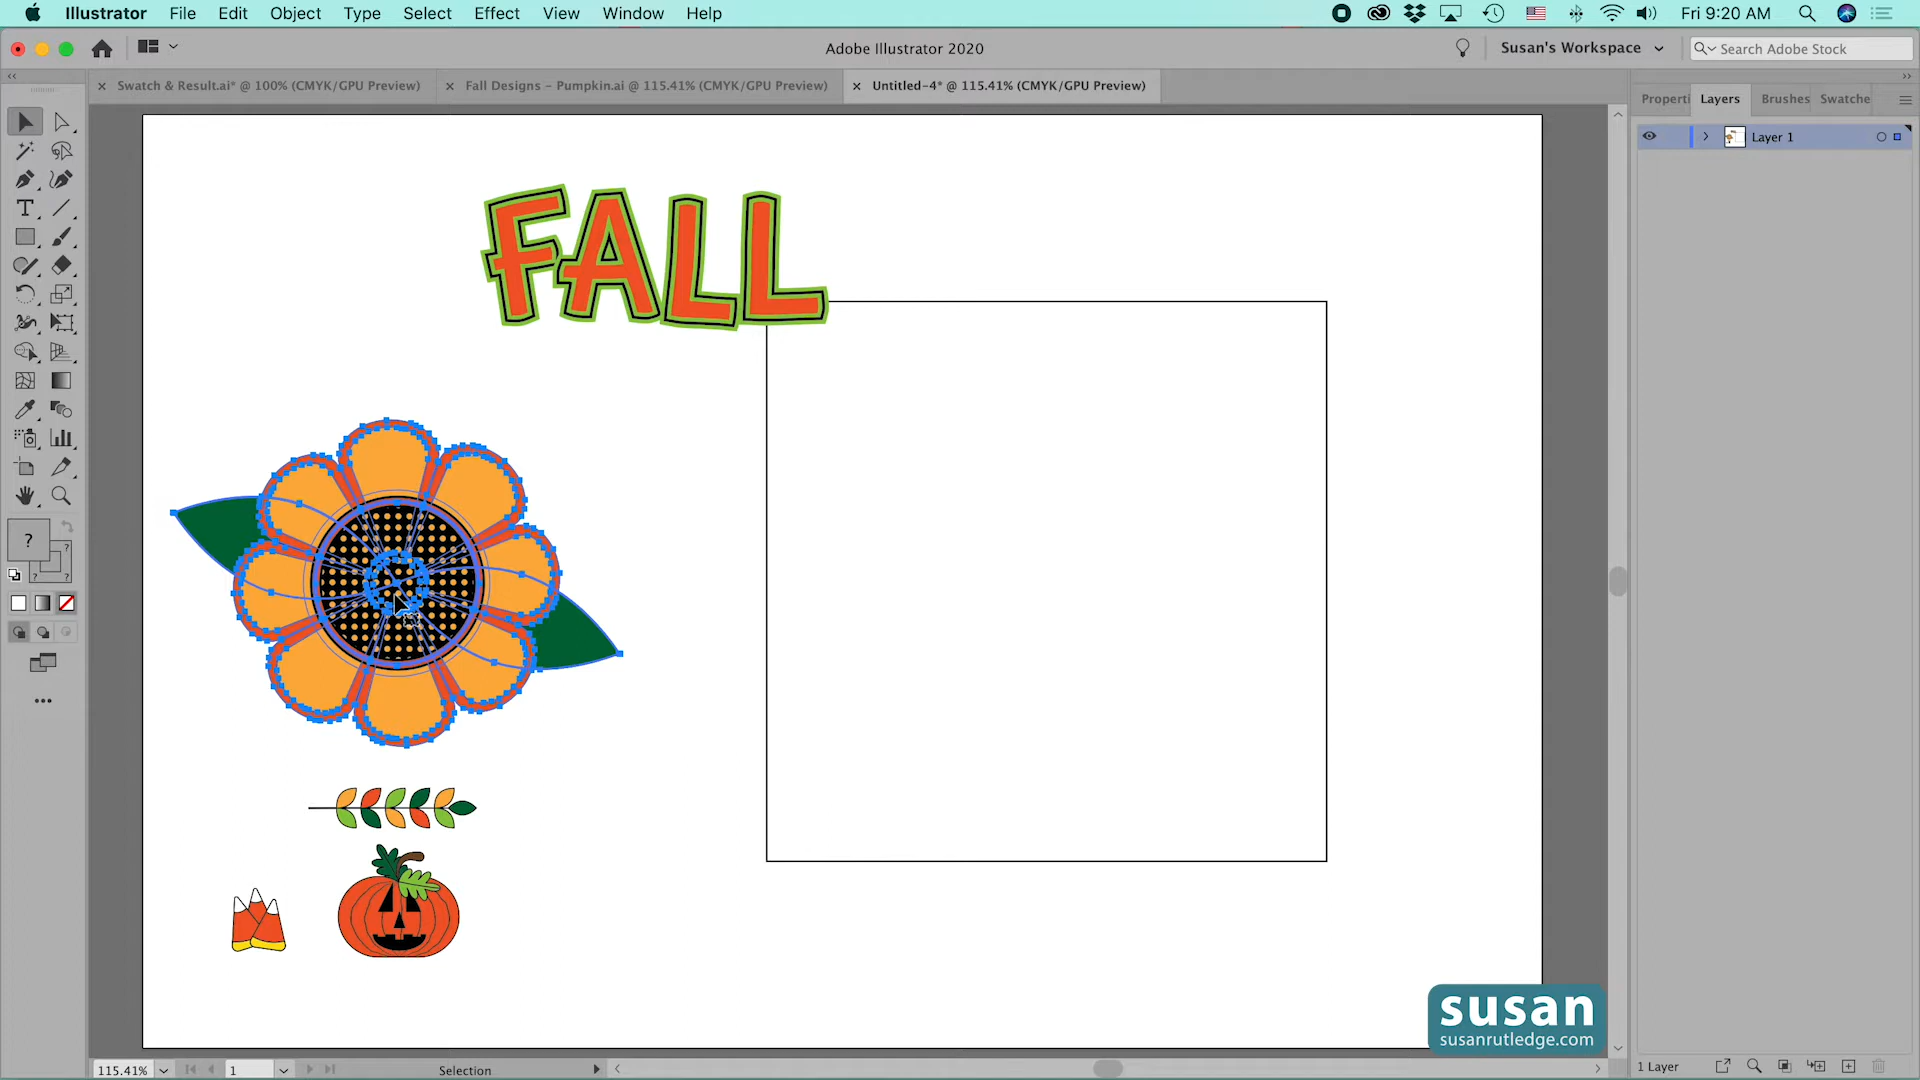 Illustrator File Edit Object Type Select Effect View Window Help Fri 9:20 AM
Adobe Illustrator 2020 Susan's Workspace Search Adobe Stock
Swatch & Result.ai* @ 100% (CMYK/GPU Preview) Fall Designs - Pumpkin.ai @ 115.41% (CMYK/GPU Preview) Untitled-4* @ 115.41% (CMYK/GPU Preview)
Properti Layers Brushes Swatche
Layer 1
FALL
susan
susanrutledge.com
115.41% 1 Selection 1 Layer